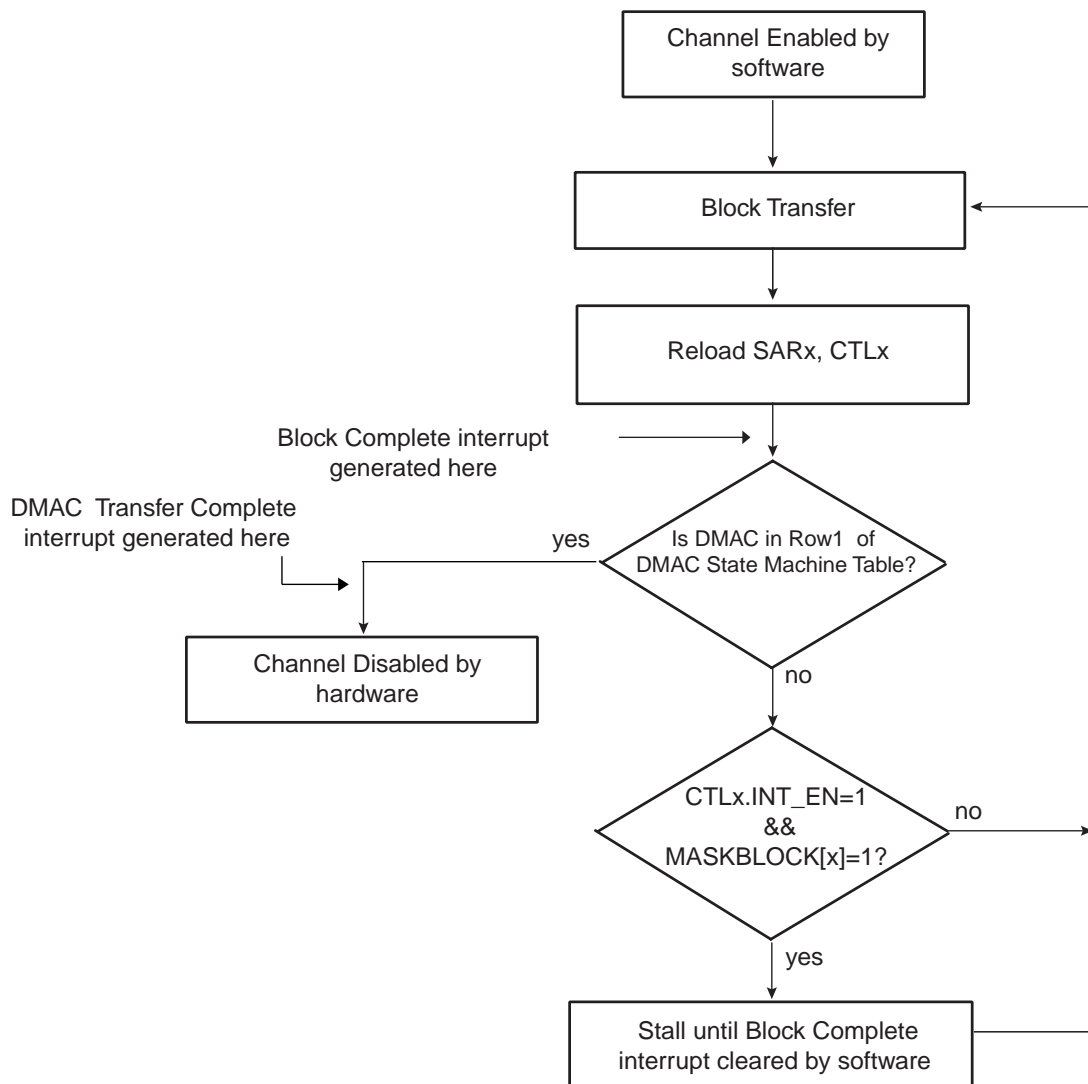 Channel Enabled by
software
Block Transfer
Reload SARx, CTLx
Block Complete interrupt
generated here
DMAC  Transfer Complete
interrupt generated here
yes
Is DMAC in Row1  of
DMAC State Machine Table?
Channel Disabled by
hardware
no
CTLx.INT_EN=1
&&
MASKBLOCK[x]=1?
no
yes
Stall until Block Complete
interrupt cleared by software